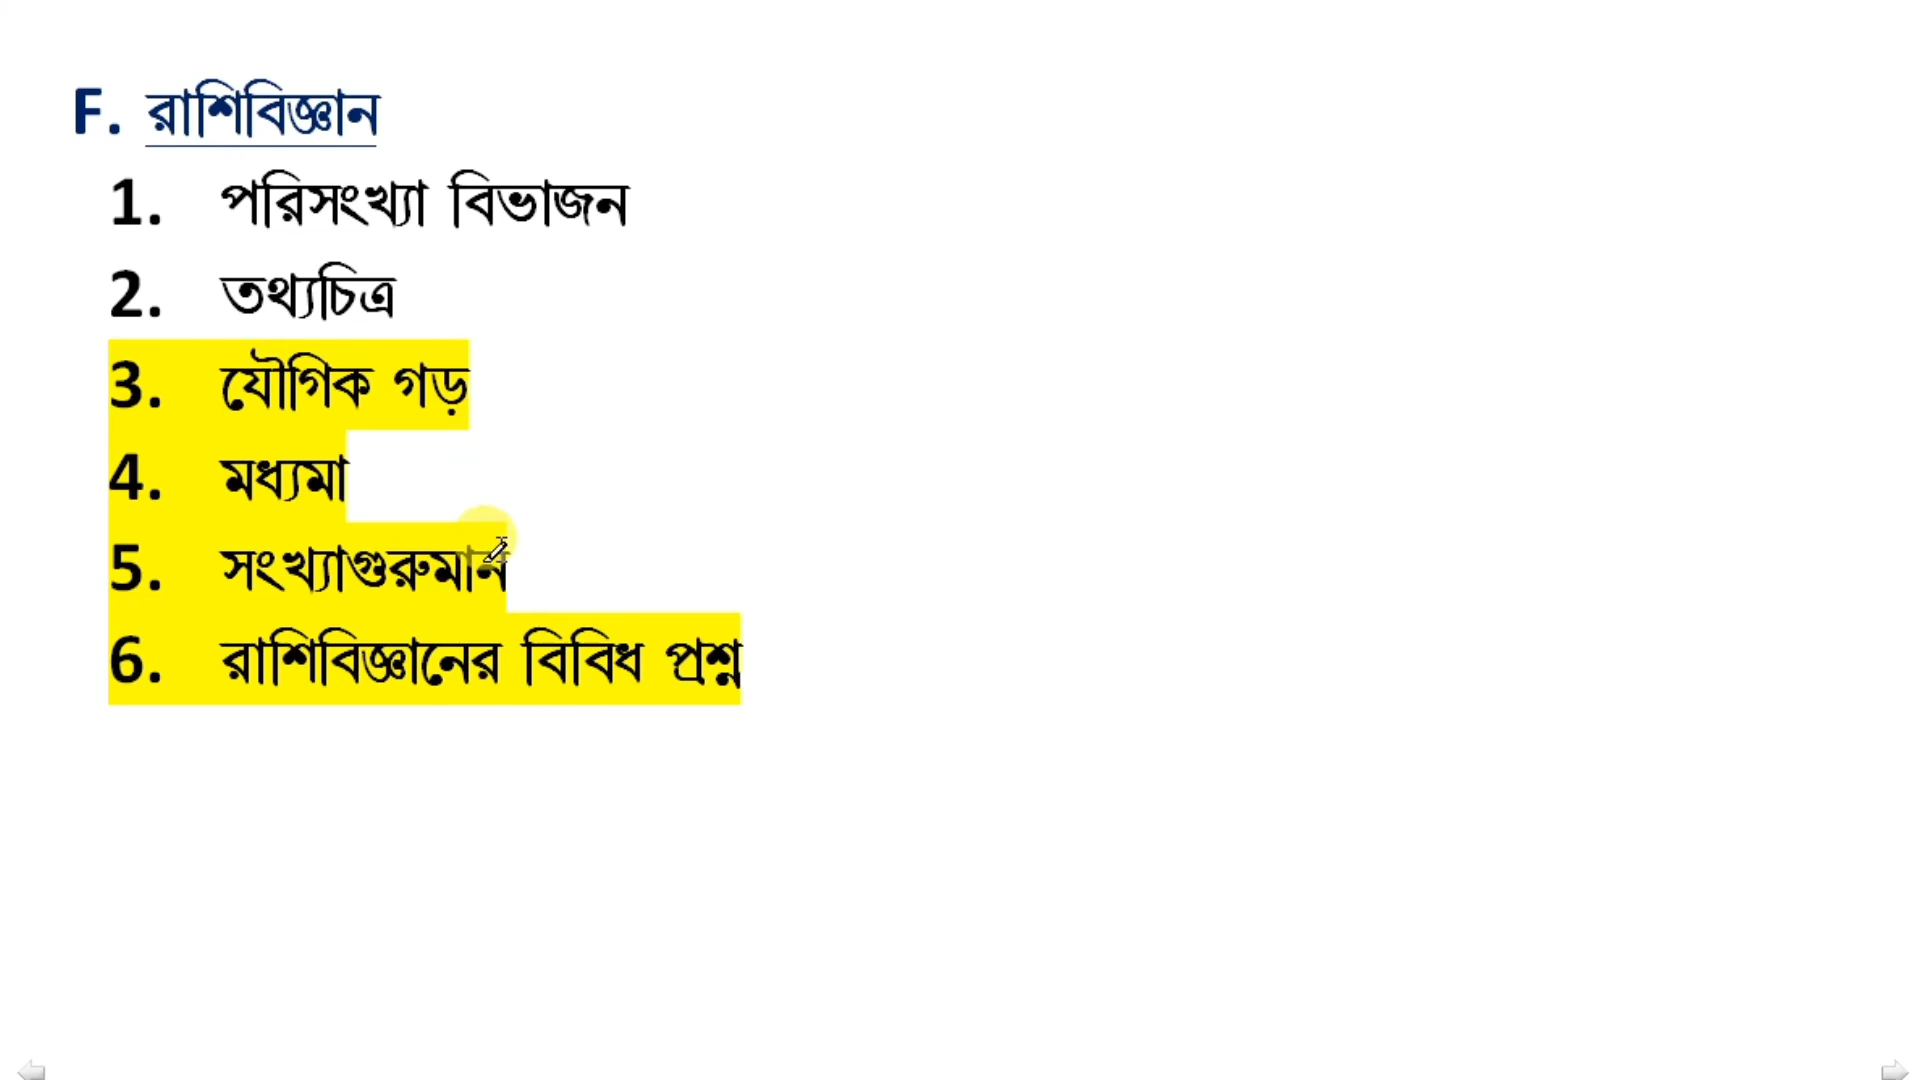 F. রাশিবিজ্ঞান
1. পরিসংখ্যা বিভাজন
2. তথ্যচিত্র
3. যৌগিক গড়
4. মধ্যমা
5. সংখ্যাগুরুমান
6. রাশিবিজ্ঞানের বিবিধ প্রশ্ন